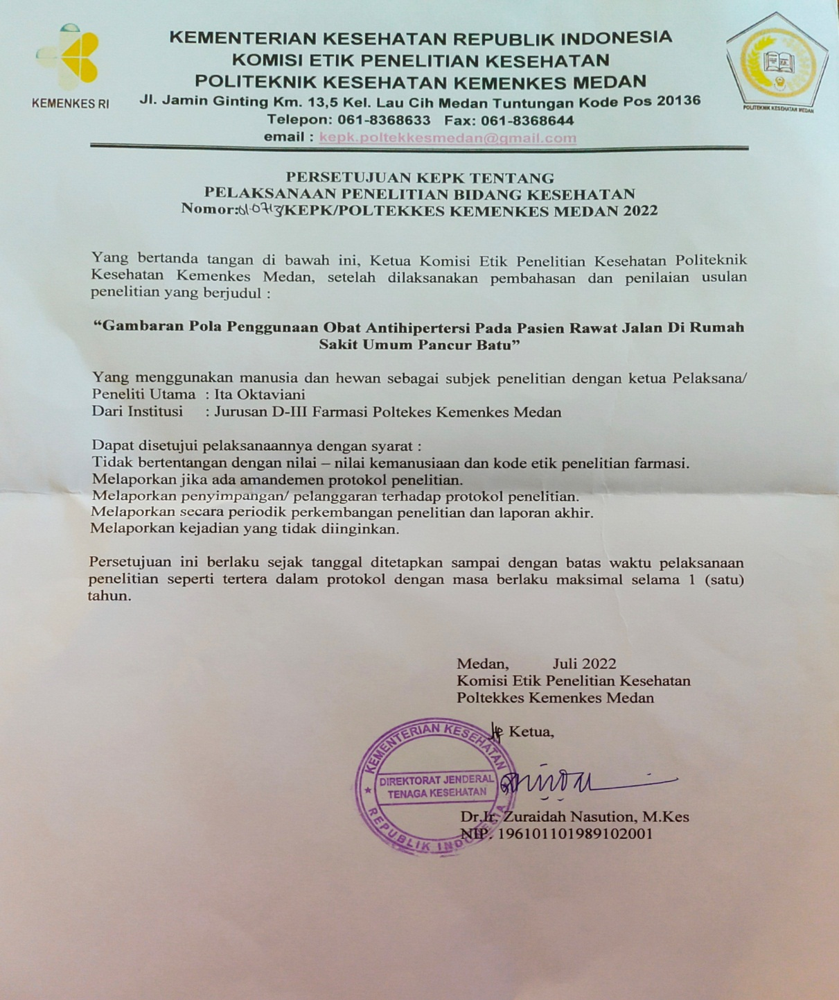 KEMENKES RI
KEMENTERIAN KESEHATAN REPUBLIK INDONESIA
KOMISI ETIK PENELITIAN KESEHATAN
POLITEKNIK KESEHATAN KEMENKES MEDAN
Jl. Jamin Ginting Km. 13,5 Kel. Lau Cih Medan Tuntungan Kode Pos 20136
Telepon: 061-8368633 Fax: 061-8368644
email : kepk.poltekkesmedan@gmail.com
POLITEKNIK KESEHATAN MEDAN
PERSETUJUAN KEPK TENTANG
PELAKSANAAN PENELITIAN BIDANG KESEHATAN
Nomor: /KEPK/POLTEKKES KEMENKES MEDAN 2022
Yang bertanda tangan di bawah ini, Ketua Komisi Etik Penelitian Kesehatan Politeknik
Kesehatan Kemenkes Medan, setelah dilaksanakan pembahasan dan penilaian usulan
penelitian yang berjudul :
“Gambaran Pola Penggunaan Obat Antihipertersi Pada Pasien Rawat Jalan Di Rumah
Sakit Umum Pancur Batu”
Yang menggunakan manusia dan hewan sebagai subjek penelitian dengan ketua Pelaksana/
Peneliti Utama : Ita Oktaviani
Dari Institusi : Jurusan D-III Farmasi Poltekes Kemenkes Medan
Dapat disetujui pelaksanaannya dengan syarat :
Tidak bertentangan dengan nilai – nilai kemanusiaan dan kode etik penelitian farmasi.
Melaporkan jika ada amandemen protokol penelitian.
Melaporkan penyimpangan/ pelanggaran terhadap protokol penelitian.
Melaporkan secara periodik perkembangan penelitian dan laporan akhir.
Melaporkan kejadian yang tidak diinginkan.
Persetujuan ini berlaku sejak tanggal ditetapkan sampai dengan batas waktu pelaksanaan
penelitian seperti tertera dalam protokol dengan masa berlaku maksimal selama 1 (satu)
tahun.
Medan, Juli 2022
Komisi Etik Penelitian Kesehatan
Poltekkes Kemenkes Medan
Ketua,
KEMENTERIAN KESEHATAN
DIREKTORAT JENDERAL
TENAGA KESEHATAN
REPUBLIK INDONESIA
Dr.Ir. Zuraidah Nasution, M.Kes
NIP. 196101101989102001